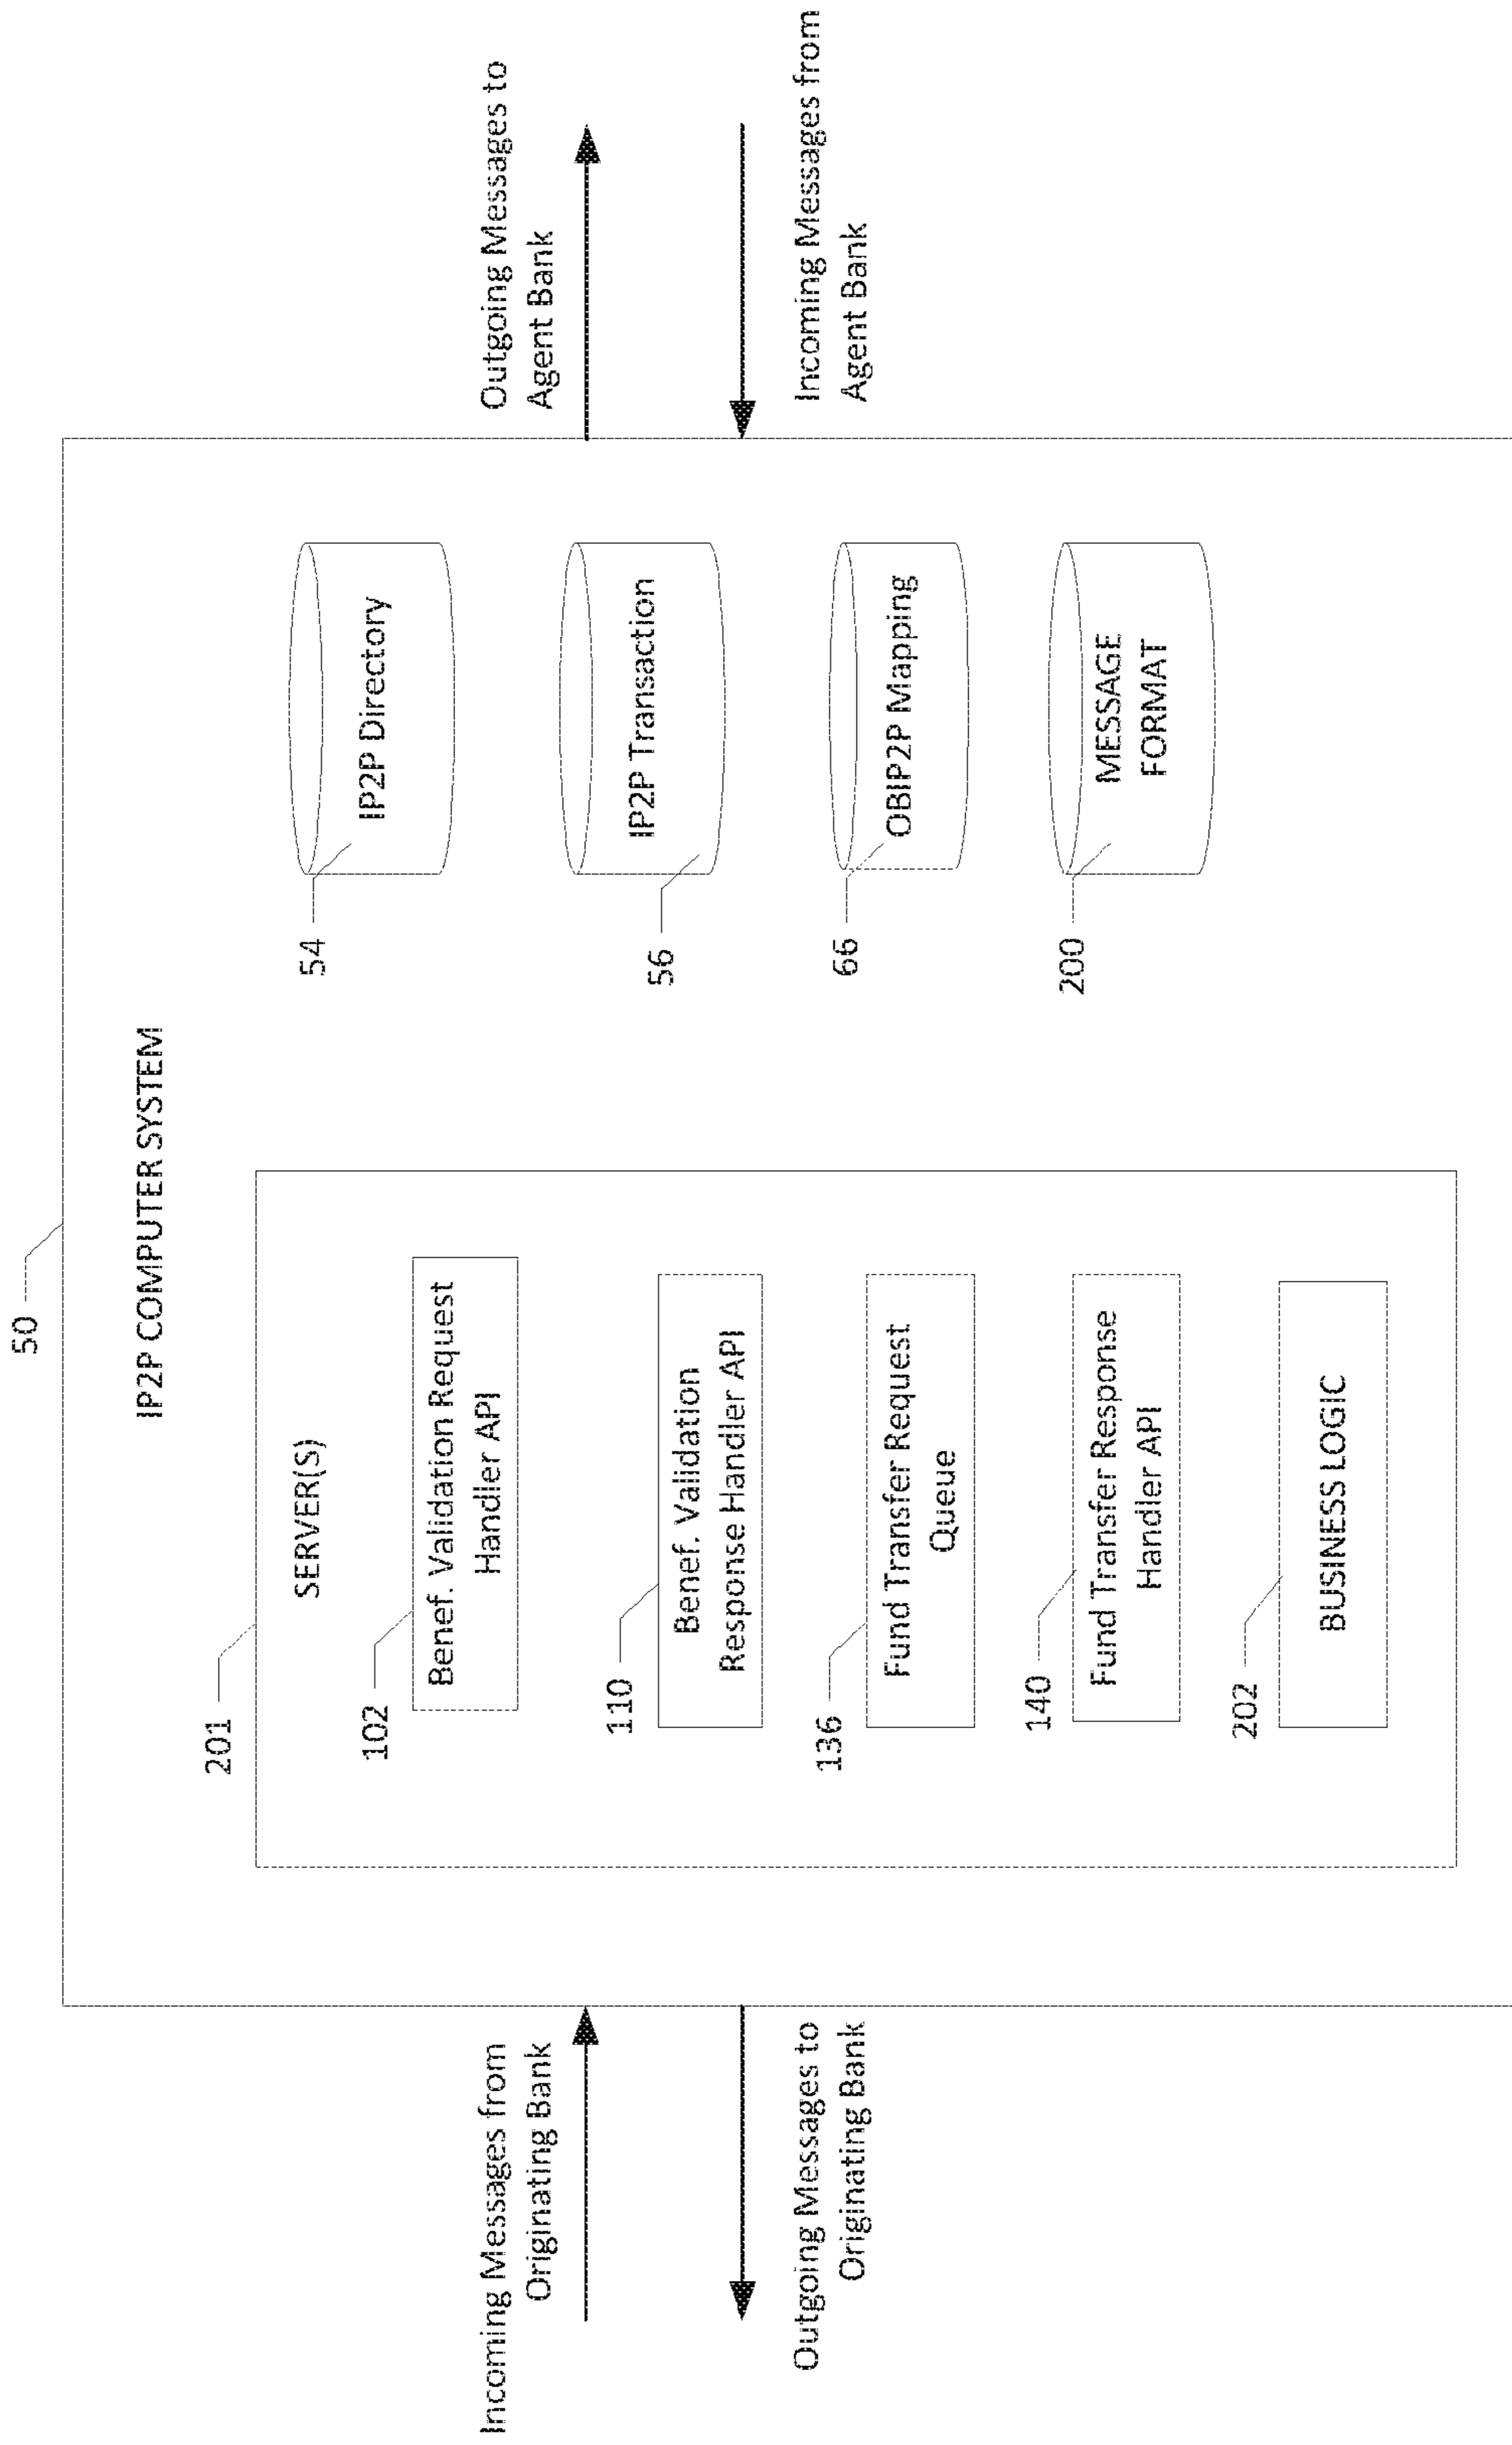 50
IP2P COMPUTER SYSTEM
Incoming Messages from
Originating Bank
Outgoing Messages to
Originating Bank
201
SERVER(S)
102
Benef. Validation Request
Handler API
110
Benef. Validation
Response Handler API
136
Fund Transfer Request
Queue
140
Fund Transfer Response
Handler API
202
BUSINESS LOGIC
54
IP2P Directory
56
IP2P Transaction
66
OBIP2P Mapping
200
MESSAGE
FORMAT
Outgoing Messages to
Agent Bank
Incoming Messages from
Agent Bank